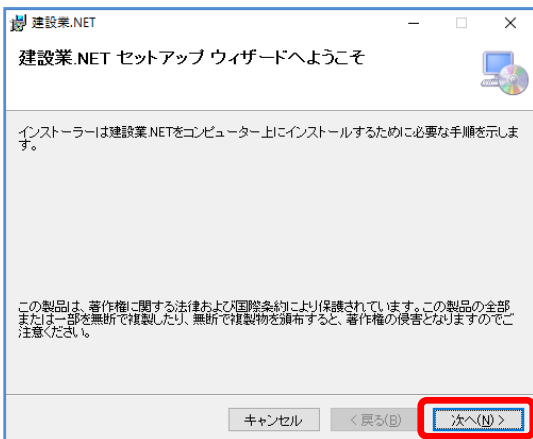 建設業.NET
建設業.NET セットアップ ウィザードへようこそ
インストーラーは建設業.NETをコンピューター上にインストールするために必要な手順を示しま
す。
この製品は、著作権に関する法律および国際条約により保護されています。この製品の全部
または一部を無断で複製したり、無断で複製物を頒布すると、著作権の侵害となりますのでご
注意ください。
キャンセル
< 戻る(B)
次へ(N) >